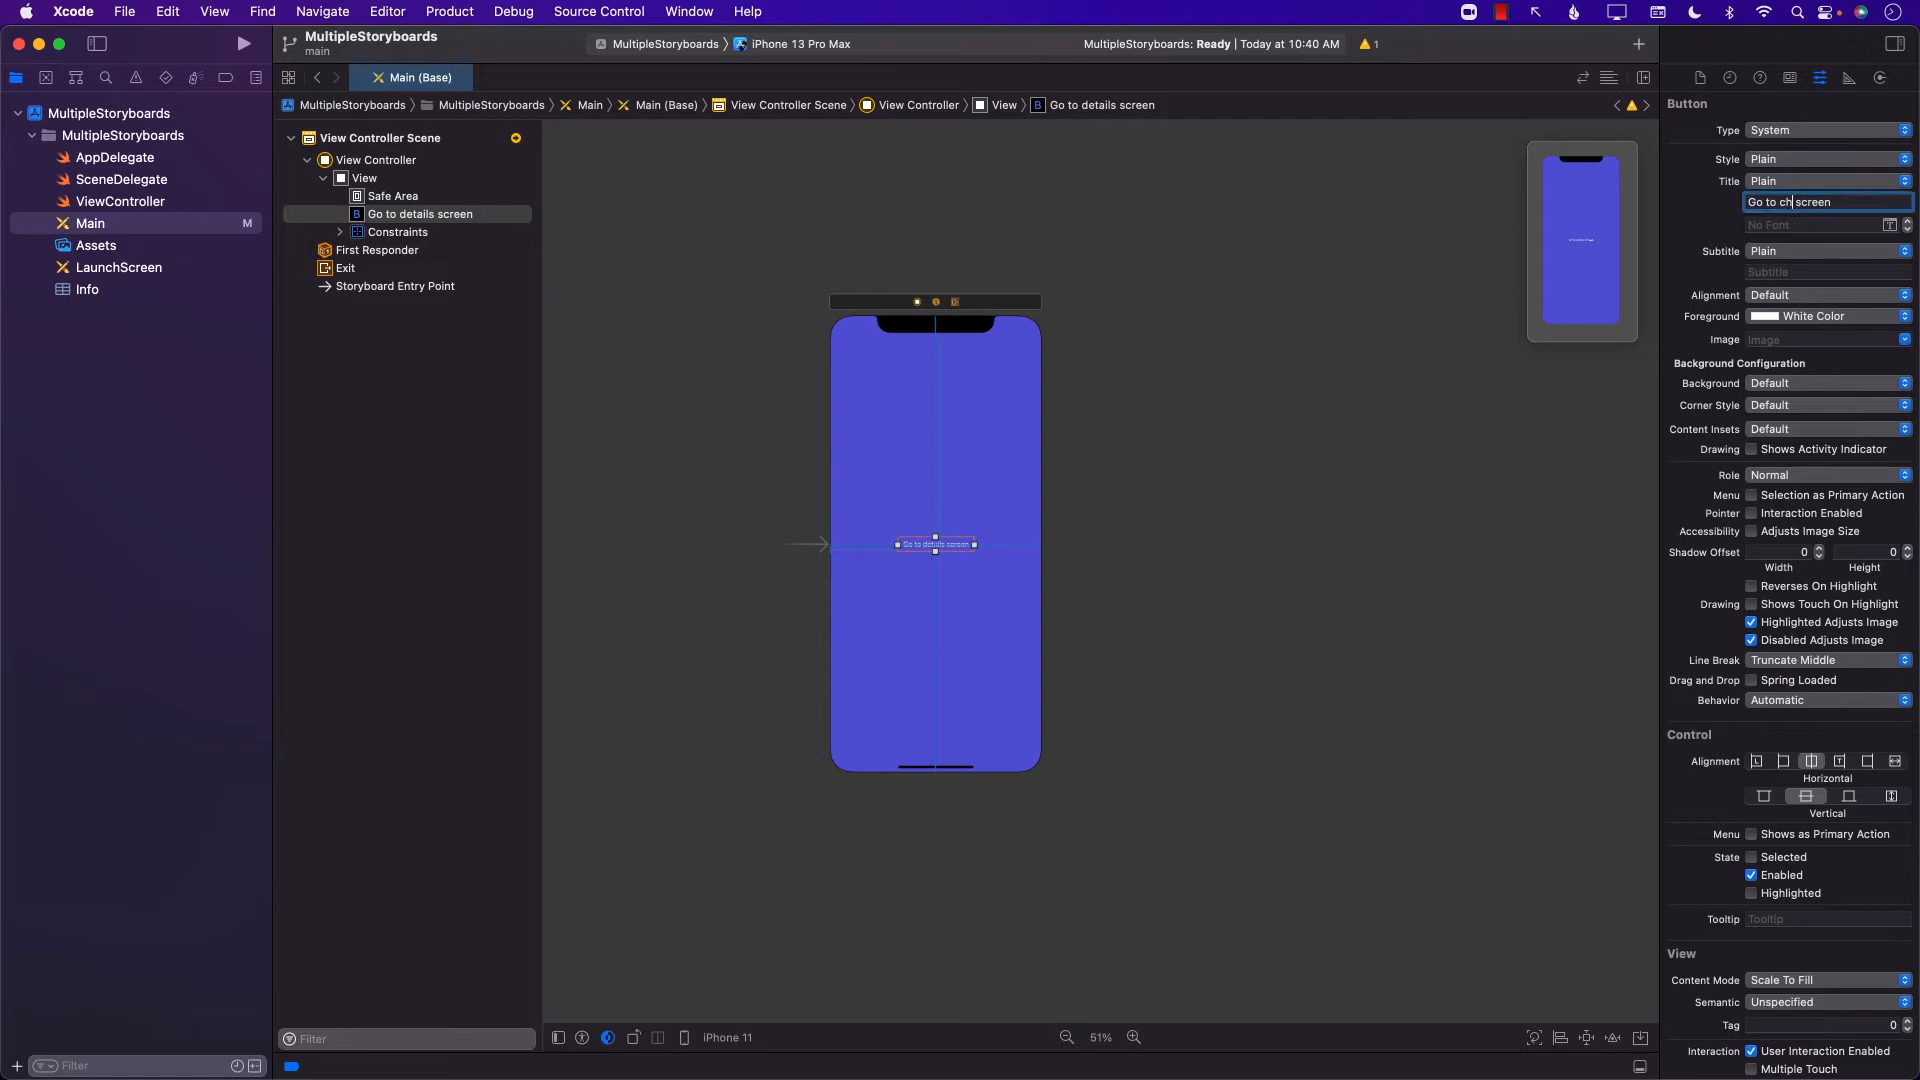 Xcode File Edit View Find Navigate Editor Product Debug Source Control Window Help
MultipleStoryboards
main
MultipleStoryboards 〉 iPhone 13 Pro Max
MultipleStoryboards: Ready | Today at 10:40 AM
1
Main (Base)
MultipleStoryboards 〉 MultipleStoryboards 〉 Main 〉 Main (Base) 〉 View Controller Scene 〉 View Controller 〉 View 〉 B Go to details screen
MultipleStoryboards
MultipleStoryboards
AppDelegate
SceneDelegate
ViewController
Main M
Assets
LaunchScreen
Info
Filter
View Controller Scene
View Controller
View
Safe Area
B Go to details screen
Constraints
First Responder
Exit
Storyboard Entry Point
Filter
Go to details screen
iPhone 11
51%
Button
Type System
Style Plain
Title Plain
Go to ch screen
No Font
Subtitle Plain
Subtitle
Alignment Default
Foreground White Color
Image Image
Background Configuration
Background Default
Corner Style Default
Content Insets Default
Drawing Shows Activity Indicator
Role Normal
Menu Selection as Primary Action
Pointer Interaction Enabled
Accessibility Adjusts Image Size
Shadow Offset 0 0
Width Height
Reverses On Highlight
Drawing Shows Touch On Highlight
Highlighted Adjusts Image
Disabled Adjusts Image
Line Break Truncate Middle
Drag and Drop Spring Loaded
Behavior Automatic
Control
Alignment
Horizontal
Vertical
Menu Shows as Primary Action
State Selected
Enabled
Highlighted
Tooltip Tooltip
View
Content Mode Scale To Fill
Semantic Unspecified
Tag 0
Interaction User Interaction Enabled
Multiple Touch